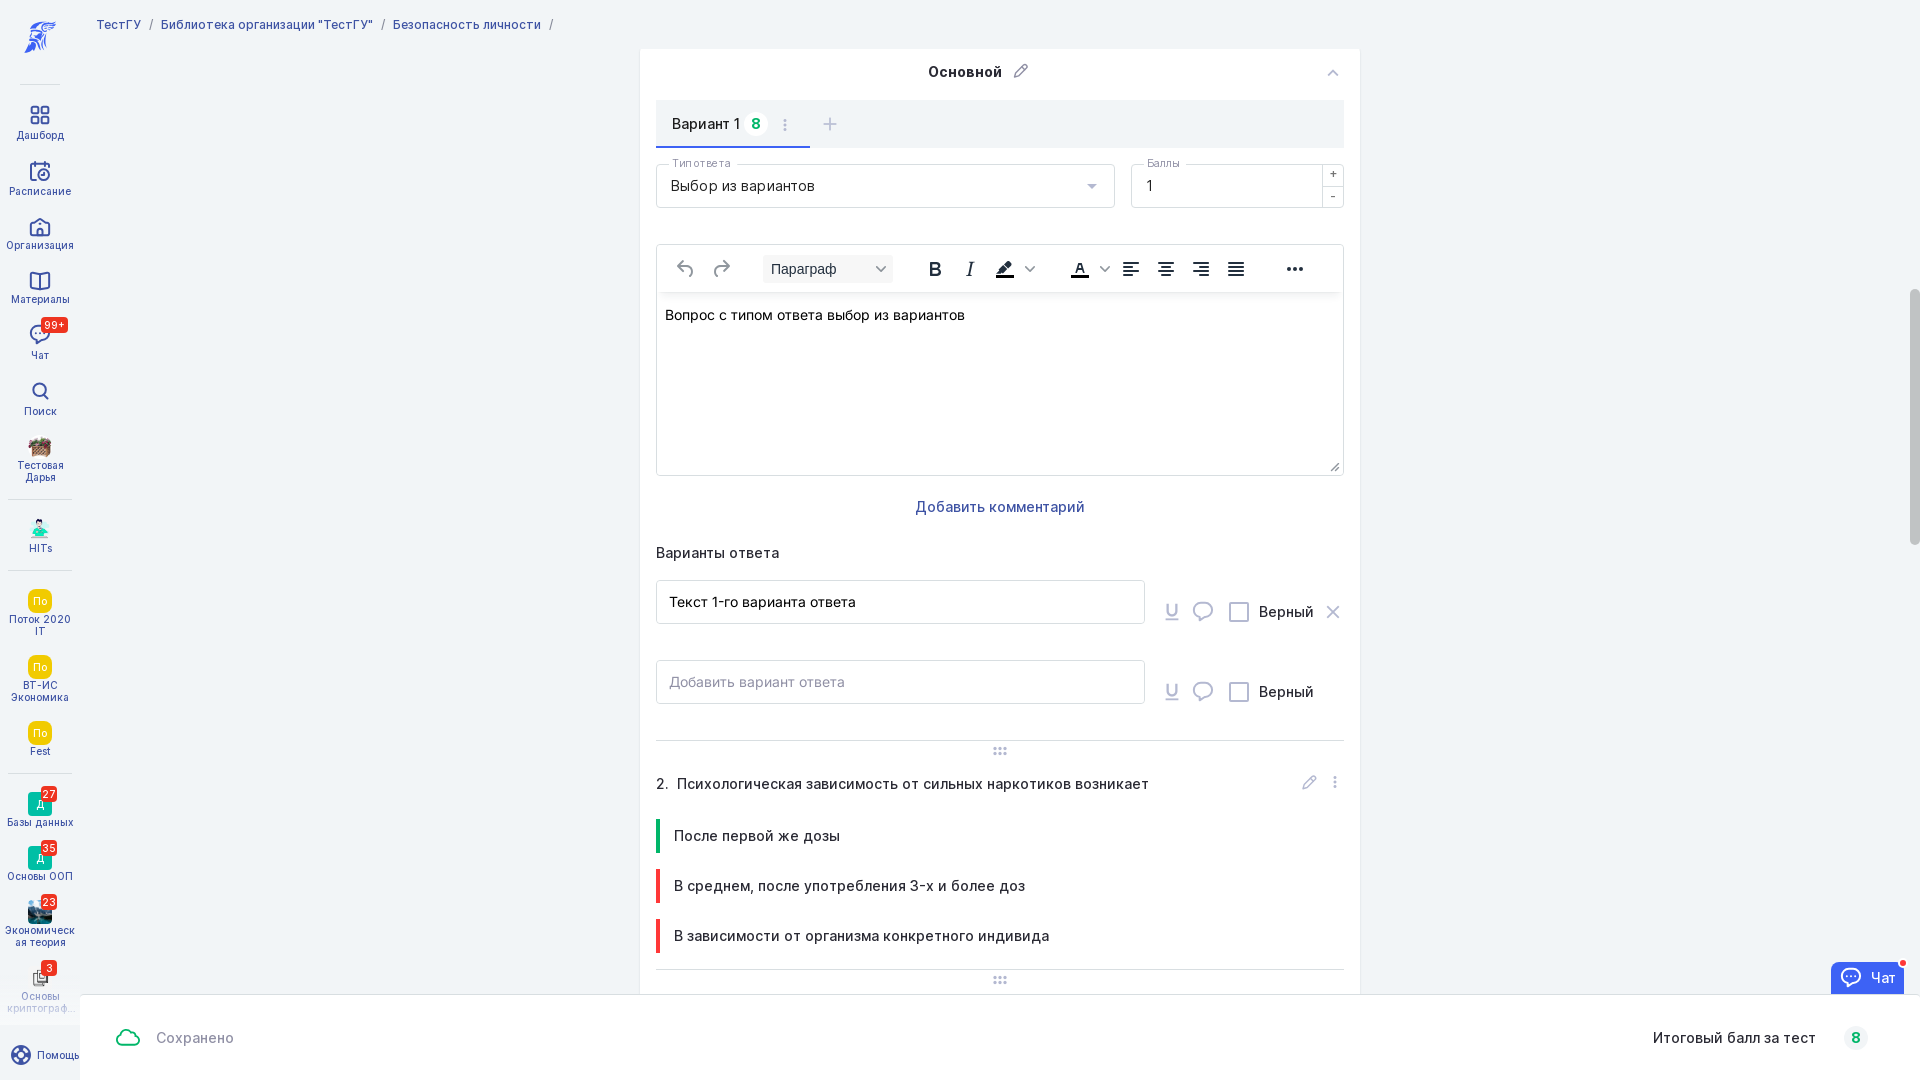 ТестГУ / Библиотека организации "ТестГУ" / Безопасность личности /
Дашборд
Расписание
Организация
Материалы
99+
Чат
Поиск
Тестовая
Дарья
HITs
По
Поток 2020
IT
По
ВТ-ИС
Экономика
По
Fest
27
Д
Базы данных
35
Д
Основы ООП
23
Экономическ
ая теория
3
Основы
криптограф...
Помощь
Основной
Вариант 1 8
Тип ответа
Выбор из вариантов
Баллы
1
+
-
Параграф
B I A
Вопрос с типом ответа выбор из вариантов
Добавить комментарий
Варианты ответа
Текст 1-го варианта ответа
Верный
Добавить вариант ответа
Верный
2. Психологическая зависимость от сильных наркотиков возникает
После первой же дозы
В среднем, после употребления 3-х и более доз
В зависимости от организма конкретного индивида
Чат
Сохранено
Итоговый балл за тест 8